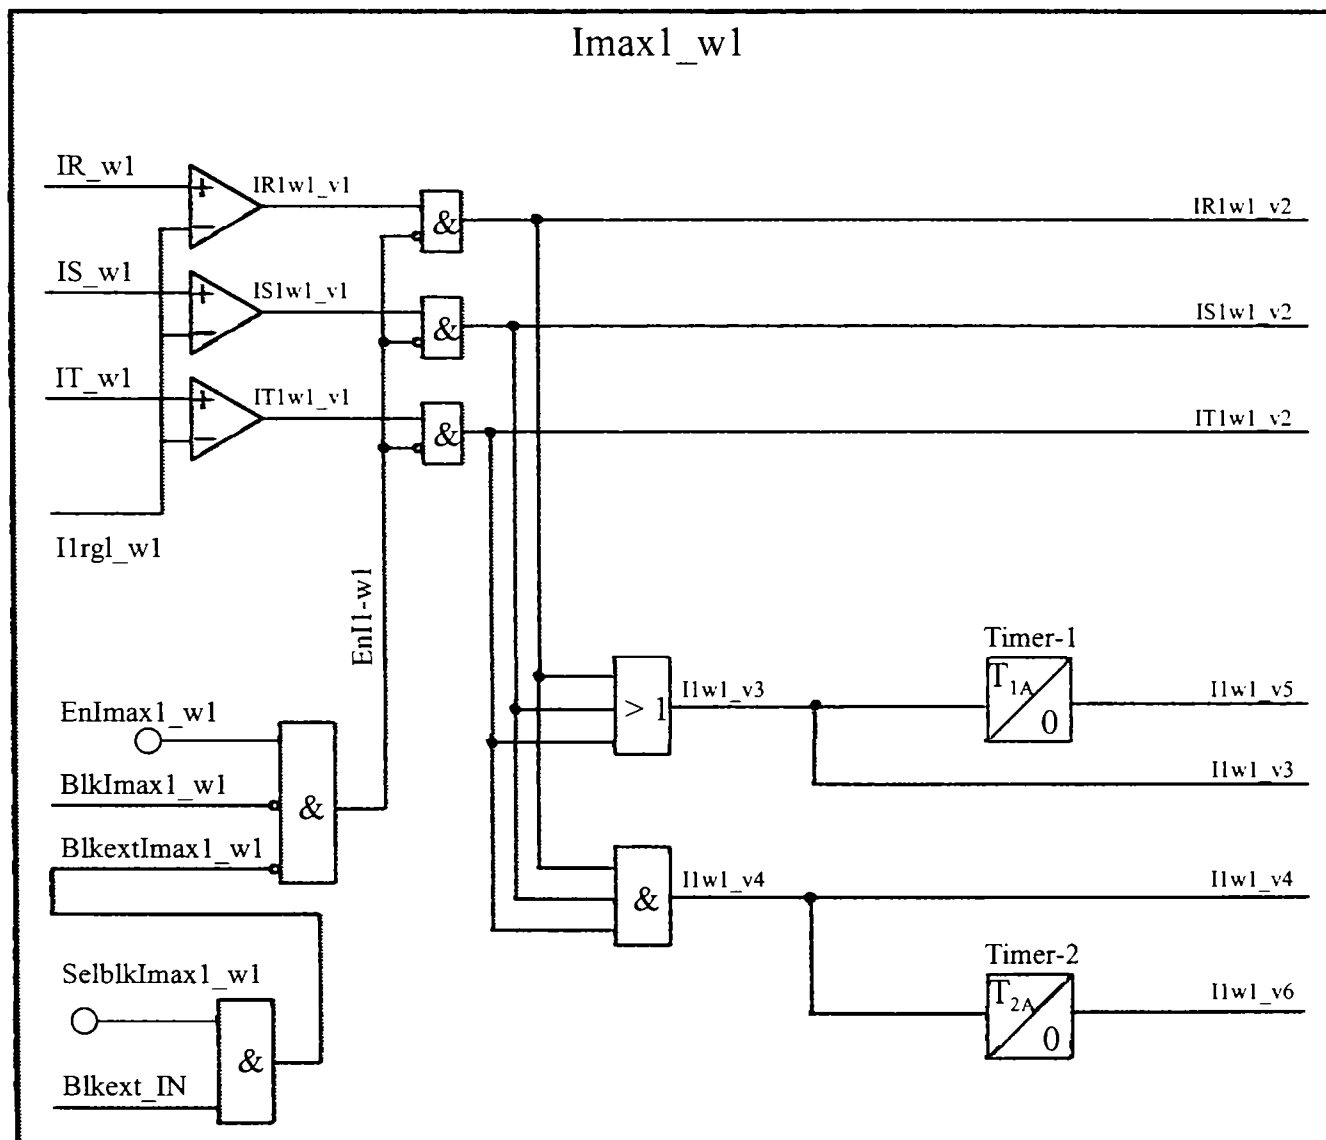 Imax1_w1
IR_w1
+
IR1w1_v1
&
IR1w1_v2
−
IS_w1
+
IS1w1_v1
&
IS1w1_v2
−
IT_w1
+
IT1w1_v1
&
IT1w1_v2
−
I1rgl_w1
EnI1-w1
Timer-1
T1A
0
> 1
I1w1_v3
I1w1_v5
EnImax1_w1
I1w1_v3
BlkImax1_w1
&
BlkextImax1_w1
I1w1_v4
&
I1w1_v4
Timer-2
T2A
0
I1w1_v6
SelblkImax1_w1
&
Blkext_IN